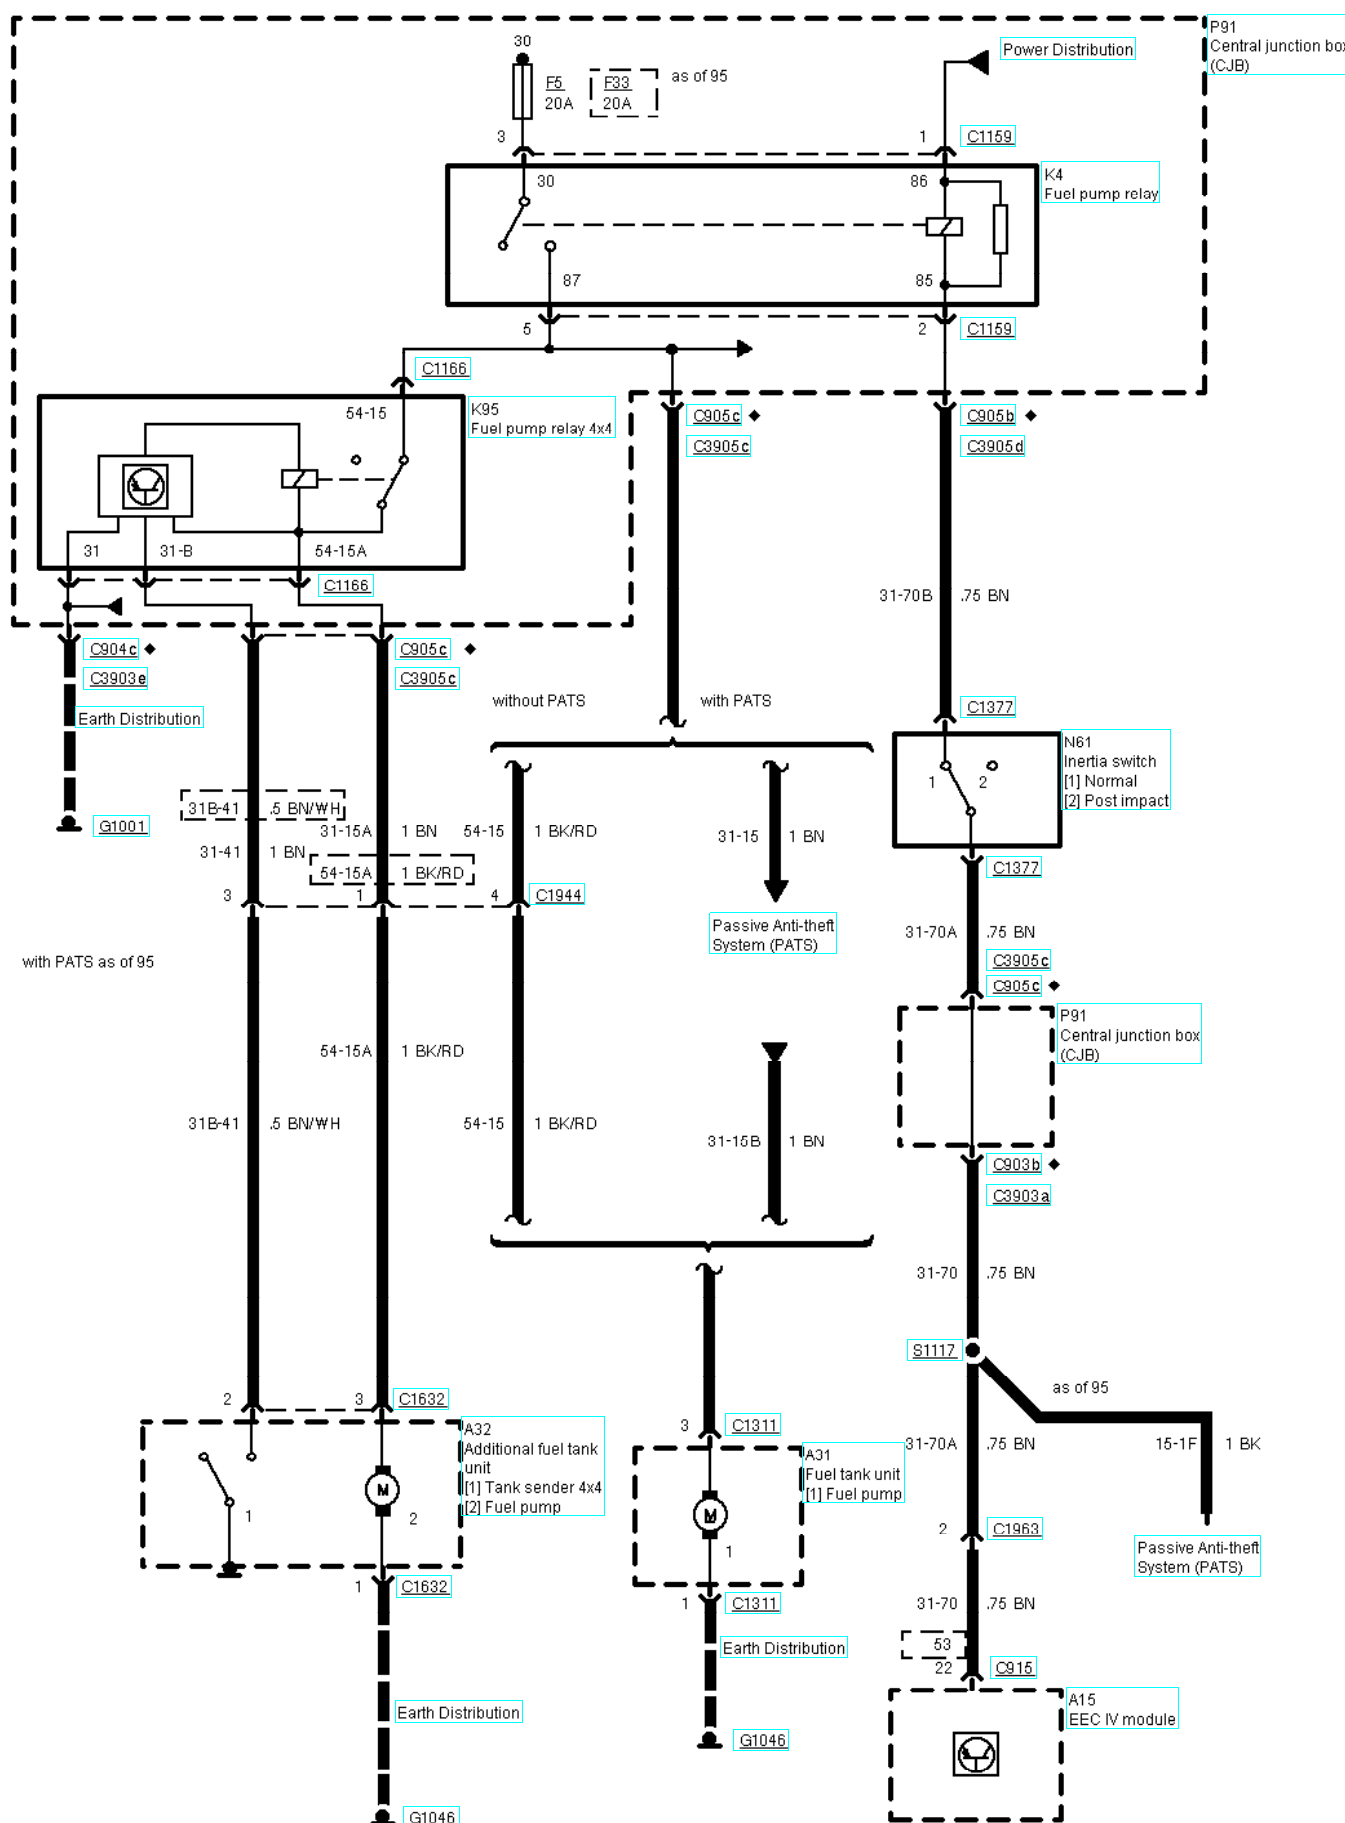 P91
Central junction box
(CJB)
30
Power Distribution
F5
20A
F33
20A
as of 95
3
1
C1159
30
86
K4
Fuel pump relay
87
85
5
2
C1159
C1166
54-15
K95
Fuel pump relay 4x4
C905c
C3905c
C905b
C3905d
31
31-B
54-15A
C1166
31-70B
.75 BN
C904c
C3903e
C905c
C3905c
Earth Distribution
without PATS
with PATS
C1377
N61
Inertia switch
[1] Normal
[2] Post impact
1
2
31B-41
.5 BN/WH
G1001
31-15A
1 BN
54-15
1 BK/RD
31-15
1 BN
31-41
1 BN
54-15A
1 BK/RD
C1377
3
1
4
C1944
Passive Anti-theft
System (PATS)
31-70A
.75 BN
C3905c
C905c
with PATS as of 95
P91
Central junction box
(CJB)
54-15A
1 BK/RD
31B-41
.5 BN/WH
54-15
1 BK/RD
31-15B
1 BN
C903b
C3903a
31-70
.75 BN
S1117
as of 95
2
3
C1632
3
C1311
31-70A
.75 BN
15-1F
1 BK
A32
Additional fuel tank
unit
[1] Tank sender 4x4
[2] Fuel pump
A31
Fuel tank unit
[1] Fuel pump
M
M
1
2
1
2
C1963
Passive Anti-theft
System (PATS)
1
C1632
1
C1311
31-70
.75 BN
Earth Distribution
53
22
C915
Earth Distribution
A15
EEC IV module
G1046
G1046